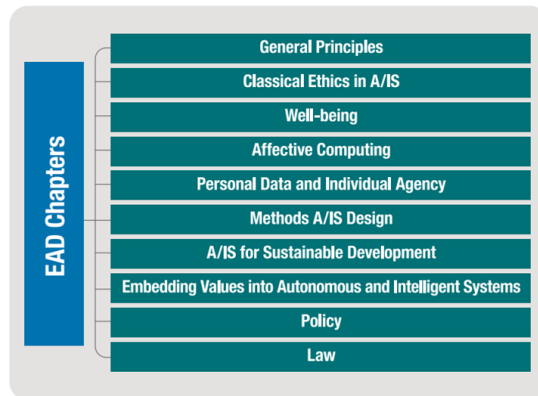 EAD Chapters
General Principles
Classical Ethics in A/IS
Well-being
Affective Computing
Personal Data and Individual Agency
Methods A/IS Design
A/IS for Sustainable Development
Embedding Values into Autonomous and Intelligent Systems
Policy
Law